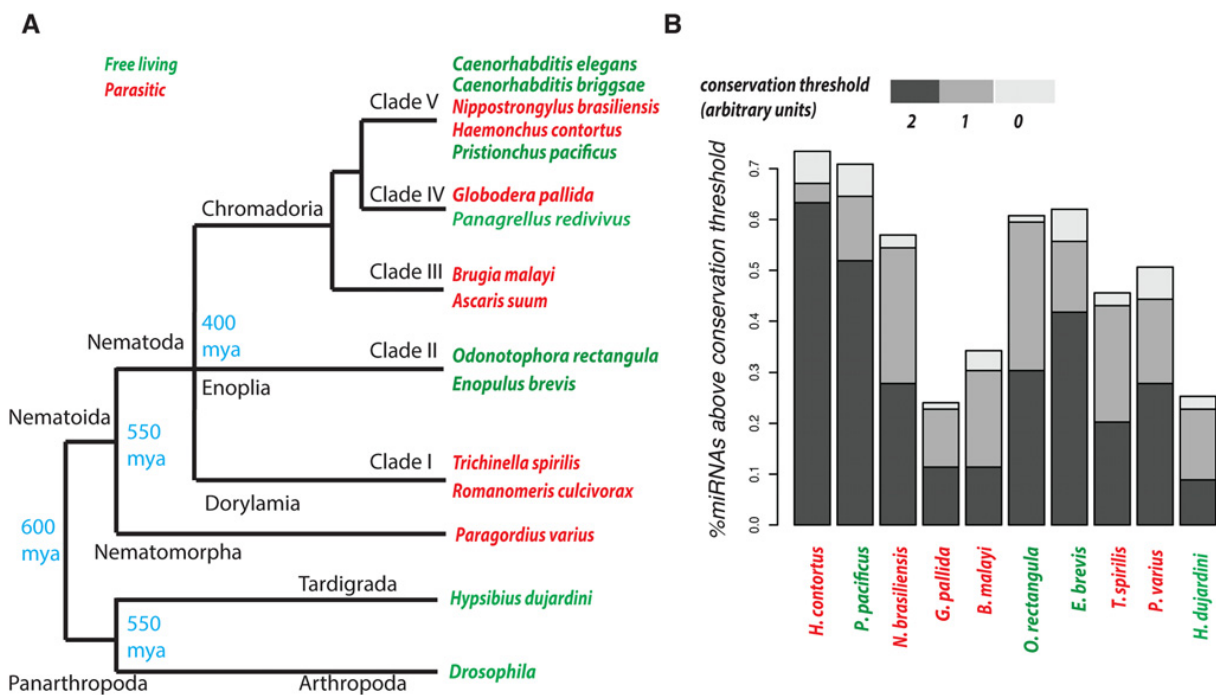 A
Free living
Parasitic
Caenorhabditis elegans
Caenorhabditis briggsae
Clade V
Nippostrongylus brasiliensis
Haemonchus contortus
Pristionchus pacificus
Clade IV
Globodera pallida
Panagrellus redivivus
Chromadoria
Clade III
Brugia malayi
Ascaris suum
400
mya
Nematoda
Clade II
Odonotophora rectangula
Enopulus brevis
Enoplia
Nematoida
550
mya
Clade I
Trichinella spirilis
Romanomeris culcivorax
Dorylamia
600
mya
Nematomorpha
Paragordius varius
Tardigrada
Hypsibius dujardini
550
mya
Panarthropoda
Arthropoda
Drosophila
B
conservation threshold
(arbitrary units)
2 1 0
%miRNAs above conservation threshold
0.7
0.6
0.5
0.4
0.3
0.2
0.1
0.0
H. contortus
P. pacificus
N. brasiliensis
G. pallida
B. malayi
O. rectangula
E. brevis
T. spirilis
P. varius
H. dujardini